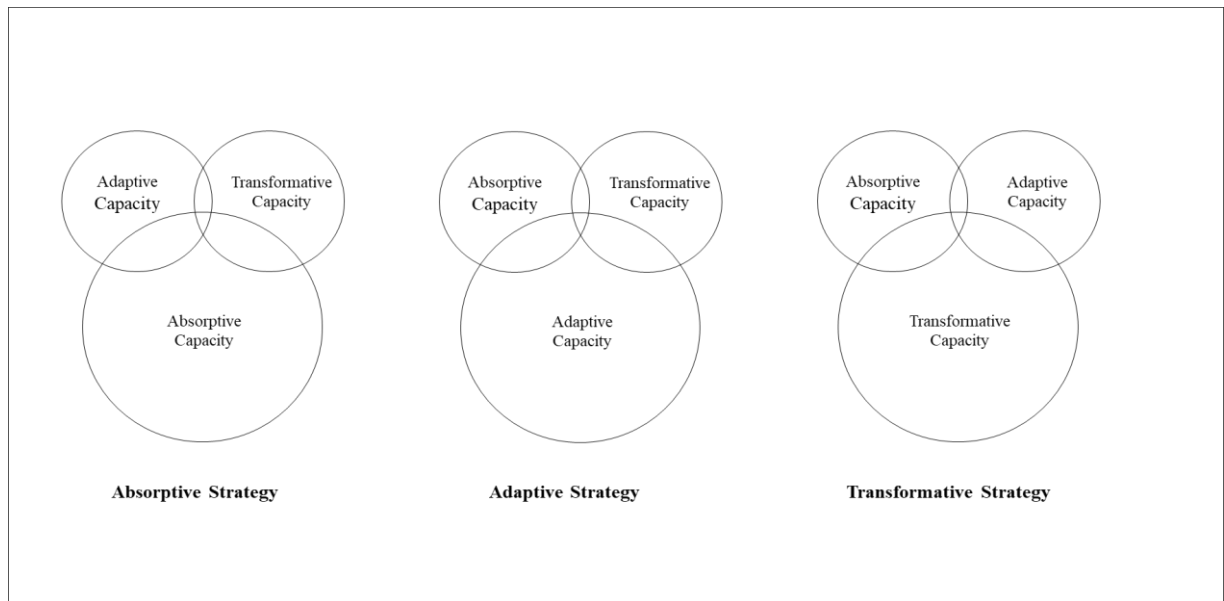 Adaptive
Capacity
Transformative
Capacity
Absorptive
Capacity
Absorptive Strategy
Absorptive
Capacity
Transformative
Capacity
Adaptive
Capacity
Adaptive Strategy
Absorptive
Capacity
Adaptive
Capacity
Transformative
Capacity
Transformative Strategy